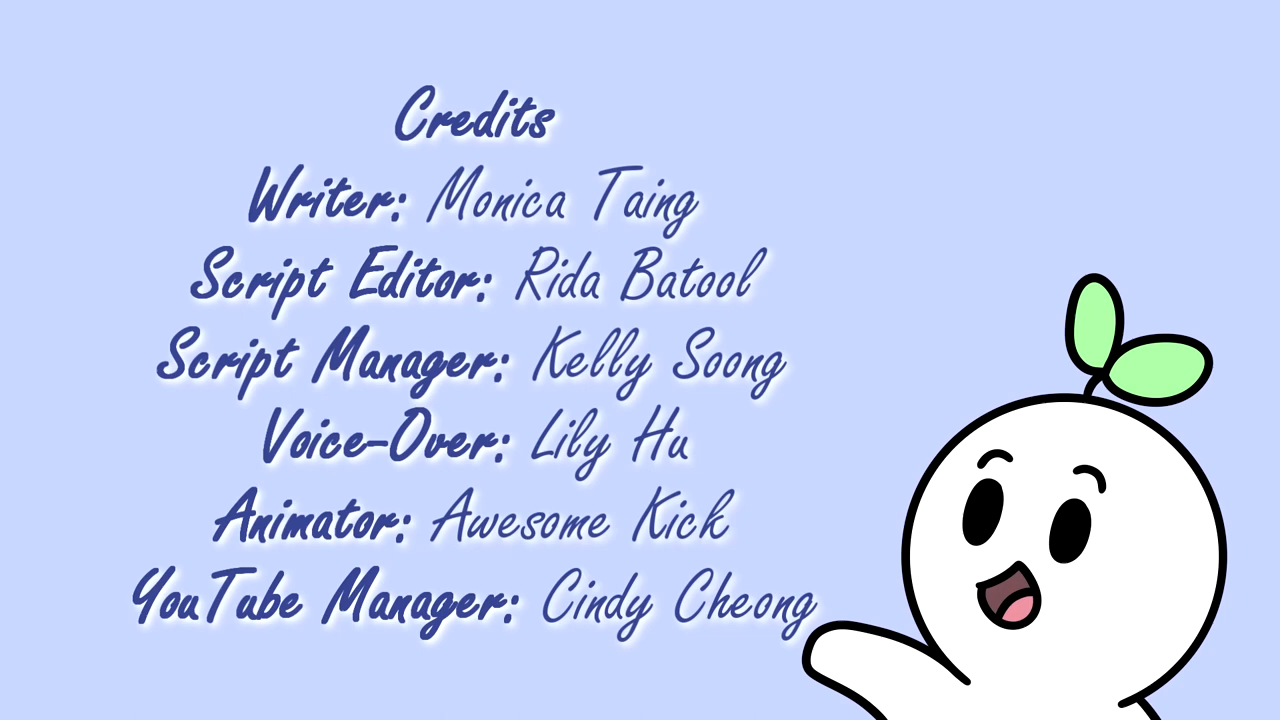 Credits
Writer: Monica Taing
Script Editor: Rida Batool
Script Manager: Kelly Soong
Voice-Over: Lily Hu
Animator: Awesome Kick
YouTube Manager: Cindy Cheong